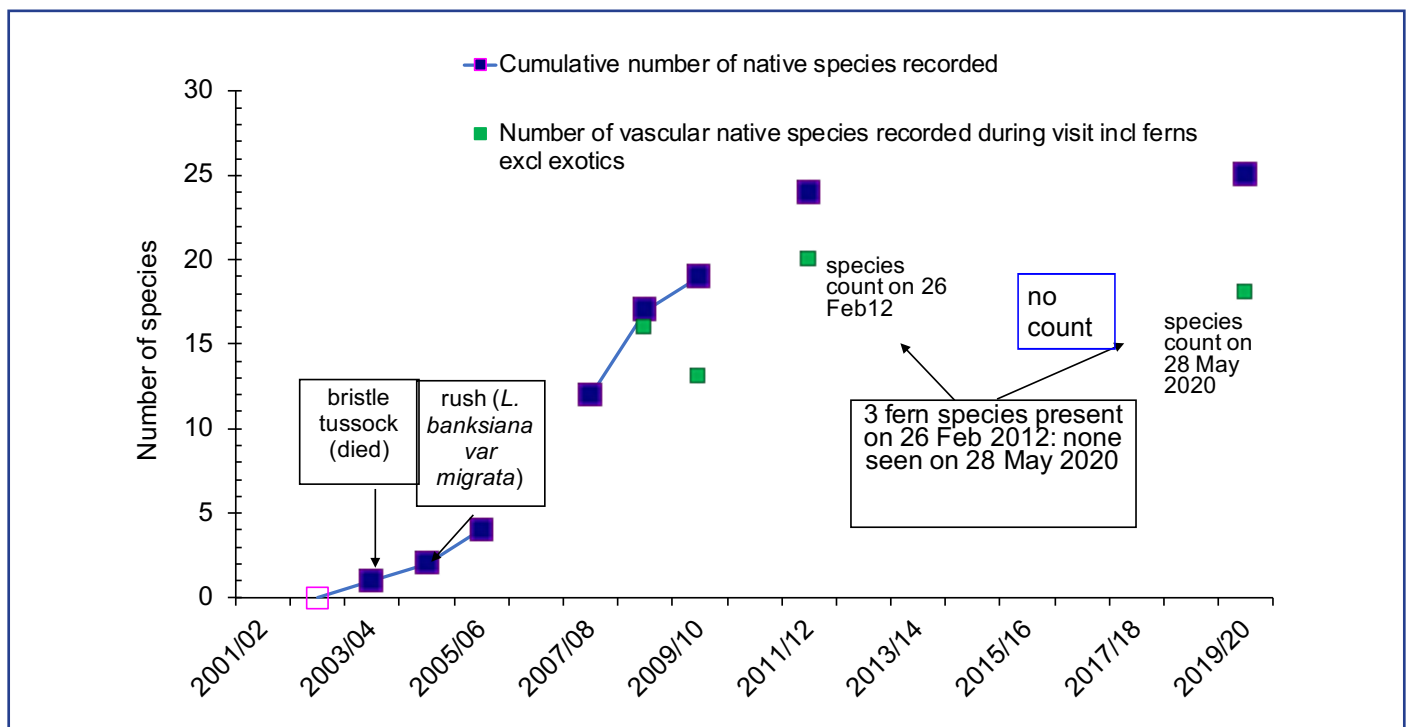 Cumulative number of native species recorded
Number of vascular native species recorded during visit incl ferns
excl exotics
Number of species
30
25
20
15
10
5
0
bristle
tussock
(died)
rush (L.
banksiana
var
migrata)
species
count on 26
Feb12
no
count
species
count on
28 May
2020
3 fern species present
on 26 Feb 2012: none
seen on 28 May 2020
2001/02
2003/04
2005/06
2007/08
2009/10
2011/12
2013/14
2015/16
2017/18
2019/20